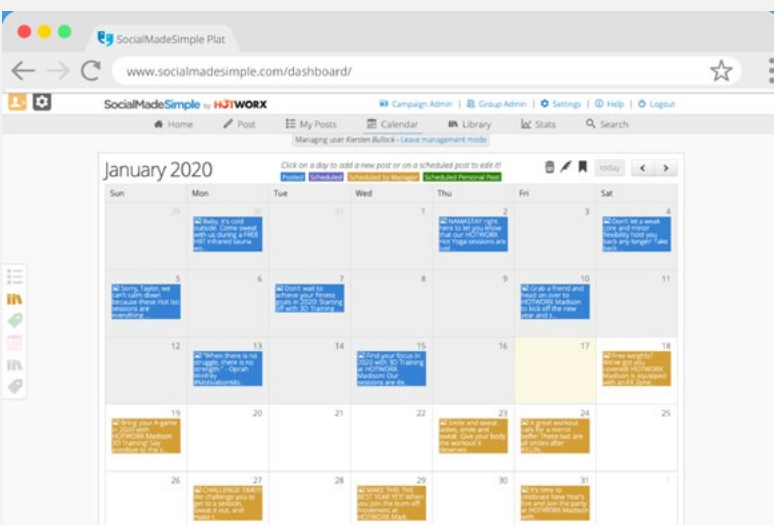 SocialMadeSimple Plat
www.socialmadesimple.com/dashboard/
SocialMadeSimple by HOTWORX
Campaign Admin | Group Admin | Settings | Help | Logout
Home Post My Posts Calendar Library Stats Search
Managing user Kiersten Bullock - Leave management mode
January 2020
Click on a day to add a new post or on a scheduled post to edit it!
Posted Scheduled Scheduled by Manager Scheduled Personal Post
today
Sun Mon Tue Wed Thu Fri Sat
29 30 31 1 2 3 4
Baby, it's cold
outside. Come sweat
with us during a FREE
HIIT infrared sauna
wo...
NAMASTAY right
here to let you know
that our HOTWORX
Hot Yoga sessions are
just
Don't let a weak
core and minor
flexibility hold you
back any longer! Take
back
5 6 7 8 9 10 11
Sorry, Taylor, we
can't calm down
because these Hot Iso
sessions are
everything...
Don't wait to
achieve your fitness
goals in 2020! Starting
off with 3D Training
Grab a friend and
head on over to
HOTWORX Madison
to kick off the new
year and s...
12 13 14 15 16 17 18
"When there is no
struggle, there is no
strength." - Oprah
Winfrey
#MotivationMo...
Find your focus in
2020 with 3D Training
at HOTWORX
Madison! Our
sessions are de...
Free weights?
We've got you
covered! HOTWORX
Madison is equipped
with an FX Zone
19 20 21 22 23 24 25
Bring your A game
in 2020 with
HOTWORX Madison
3D Training! Say
goodbye to the s...
Smile and sweat
ladies, smile and
sweat. Give your Body
the workout it
deserves
A great workout
calls for a mirror
selfie! These two are
all smiles after
KILLIN...
26 27 28 29 30 31 1
CHALLENGE TIME!!!
We challenge you to
get to a session,
sweat it out, and
make t...
MAKE THIS THE
BEST YEAR YET! When
you join the burn-off
movement at
HOTWORX Madi...
It's time to
celebrate New Year's
Eve and join the party
at HOTWORX Madison
with